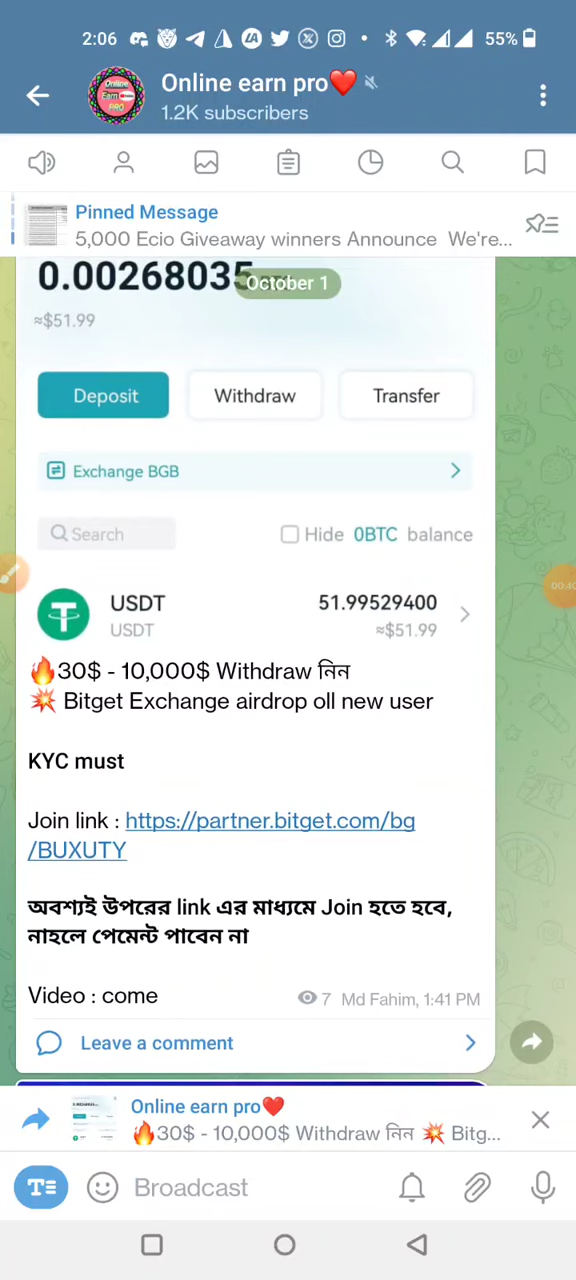 2:06
55%
Online earn pro❤️
1.2K subscribers
Pinned Message
5,000 Ecio Giveaway winners Announce We're...
0.00268035
October 1
≈$51.99
Deposit
Withdraw
Transfer
Exchange BGB
Search
Hide 0BTC balance
USDT
51.99529400
USDT
≈$51.99
🔥30$ - 10,000$ Withdraw निन
💥 Bitget Exchange airdrop oll new user
KYC must
Join link : https://partner.bitget.com/bg
/BUXUTY
অবশ্যই উপরের link এর মাধ্যমে Join হতে হবে,
নাহলে পেমেন্ট পাবেন না
Video : come
7 Md Fahim, 1:41 PM
Leave a comment
Online earn pro❤️
🔥30$ - 10,000$ Withdraw निन 💥 Bitg...
Broadcast